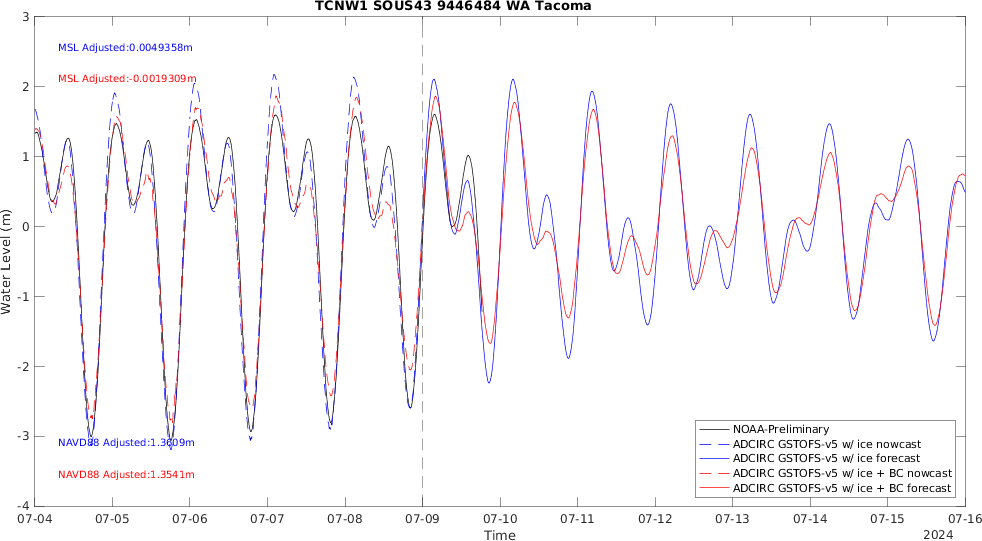 TCNW1 SOUS43 9446484 WA Tacoma
3
2
1
0
-1
-2
-3
-4
Water Level (m)
MSL Adjusted:0.0049358m
MSL Adjusted:-0.0019309m
NAVD88 Adjusted:1.3609m
NAVD88 Adjusted:1.3541m
NOAA-Preliminary
ADCIRC GSTOFS-v5 w/ ice nowcast
ADCIRC GSTOFS-v5 w/ ice forecast
ADCIRC GSTOFS-v5 w/ ice + BC nowcast
ADCIRC GSTOFS-v5 w/ ice + BC forecast
07-04 07-05 07-06 07-07 07-08 07-09 07-10 07-11 07-12 07-13 07-14 07-15 07-16
Time
2024